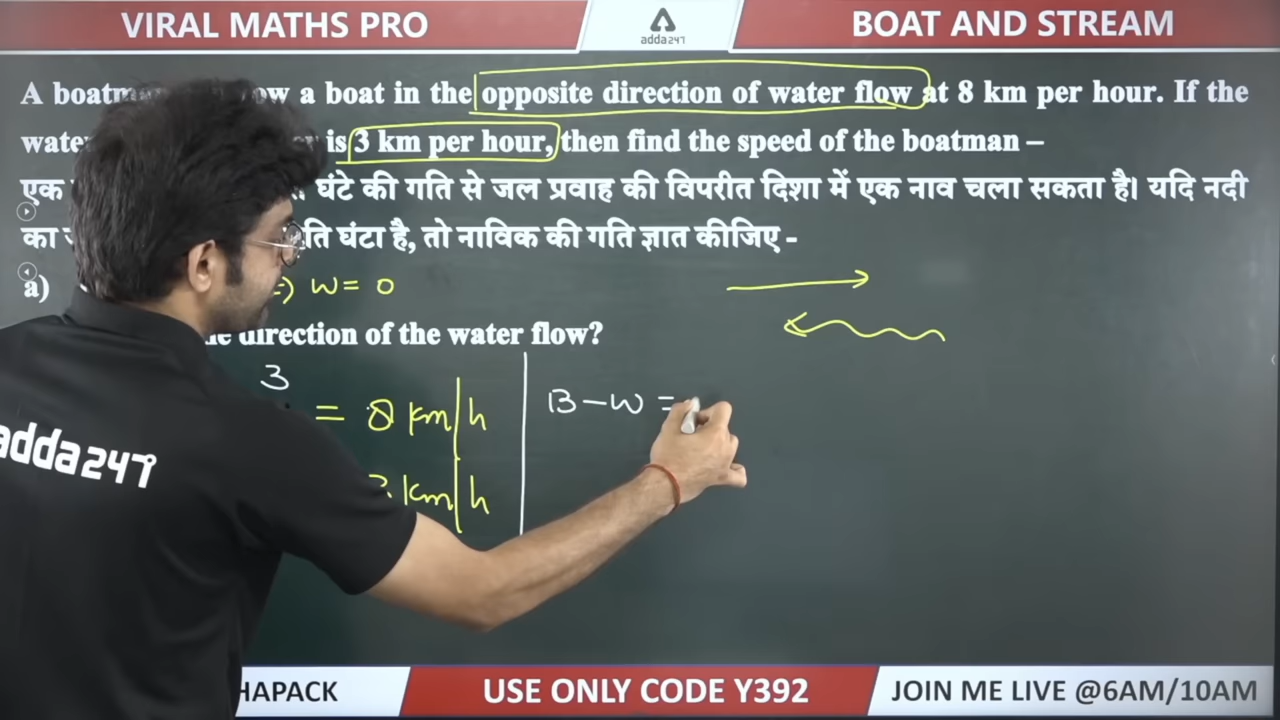 VIRAL MATHS PRO
adda247
BOAT AND STREAM
A ow a boat in the opposite direction of water flow at 8 km per hour. If the
is 3 km per hour, then find the speed of the boatman –
एक घंटे की गति से जल प्रवाह की विपरीत दिशा में एक नाव चला सकता है। यदि नदी
का ति घंटा है, तो नाविक की गति ज्ञात कीजिए -
a) W = 0
direction of the water flow?
3
= 8 km/h
km/h
B - W =
adda247
HAPACK
USE ONLY CODE Y392
JOIN ME LIVE @6AM/10AM